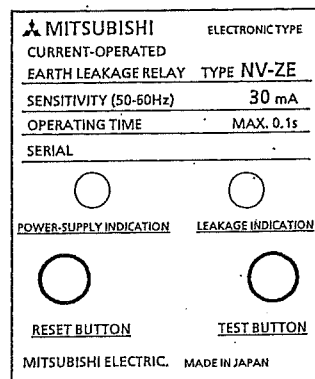 MITSUBISHI ELECTRONIC TYPE
CURRENT-OPERATED
EARTH LEAKAGE RELAY TYPE NV-ZE
SENSITIVITY (50-60Hz) 30 mA
OPERATING TIME MAX. 0.1s
SERIAL
POWER-SUPPLY INDICATION LEAKAGE INDICATION
RESET BUTTON TEST BUTTON
MITSUBISHI ELECTRIC. MADE IN JAPAN